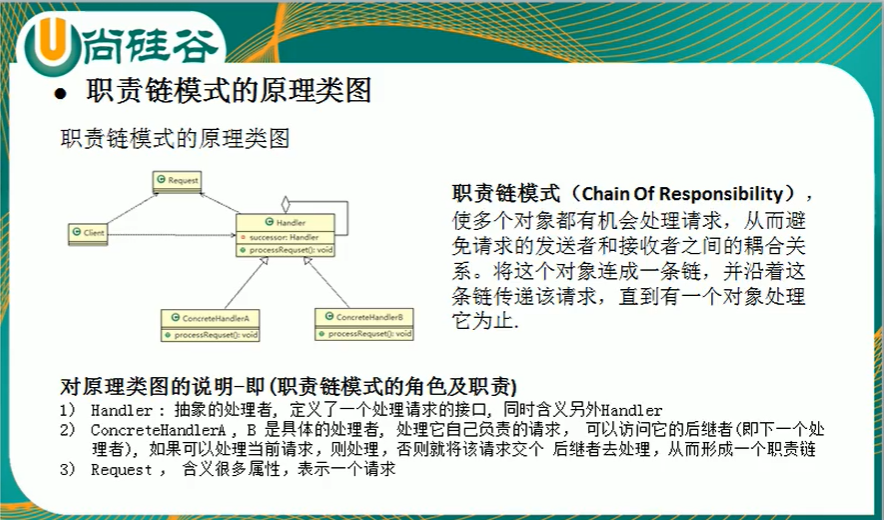 尚硅谷
● 职责链模式的原理类图
职责链模式的原理类图
Request
Client
Handler
successor: Handler
processRequset(): void
ConcreteHandlerA
processRequset(): void
ConcreteHandlerB
processRequset(): void
职责链模式（Chain Of Responsibility），
使多个对象都有机会处理请求，从而避
免请求的发送者和接收者之间的耦合关
系。将这个对象连成一条链，并沿着这
条链传递该请求，直到有一个对象处理
它为止.
对原理类图的说明-即(职责链模式的角色及职责)
1) Handler : 抽象的处理者, 定义了一个处理请求的接口, 同时含义另外Handler
2) ConcreteHandlerA , B 是具体的处理者, 处理它自己负责的请求， 可以访问它的后继者(即下一个处
理者), 如果可以处理当前请求，则处理，否则就将该请求交个 后继者去处理，从而形成一个职责链
3) Request ， 含义很多属性，表示一个请求